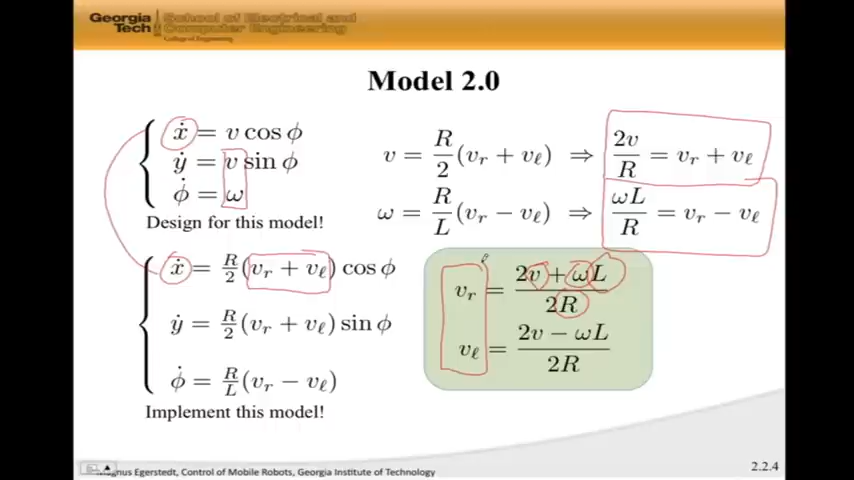 Georgia Tech | School of Electrical and Computer Engineering
College of Engineering
Model 2.0
ẋ = v cos ϕ
ẏ = v sin ϕ
ϕ̇ = ω
Design for this model!
v = R/2 (v_r + v_ℓ) ⇒ 2v/R = v_r + v_ℓ
ω = R/L (v_r − v_ℓ) ⇒ ωL/R = v_r − v_ℓ
ẋ = R/2 (v_r + v_ℓ) cos ϕ
ẏ = R/2 (v_r + v_ℓ) sin ϕ
ϕ̇ = R/L (v_r − v_ℓ)
Implement this model!
v_r = (2v + ωL)/2R
v_ℓ = (2v − ωL)/2R
Magnus Egerstedt, Control of Mobile Robots, Georgia Institute of Technology
2.2.4